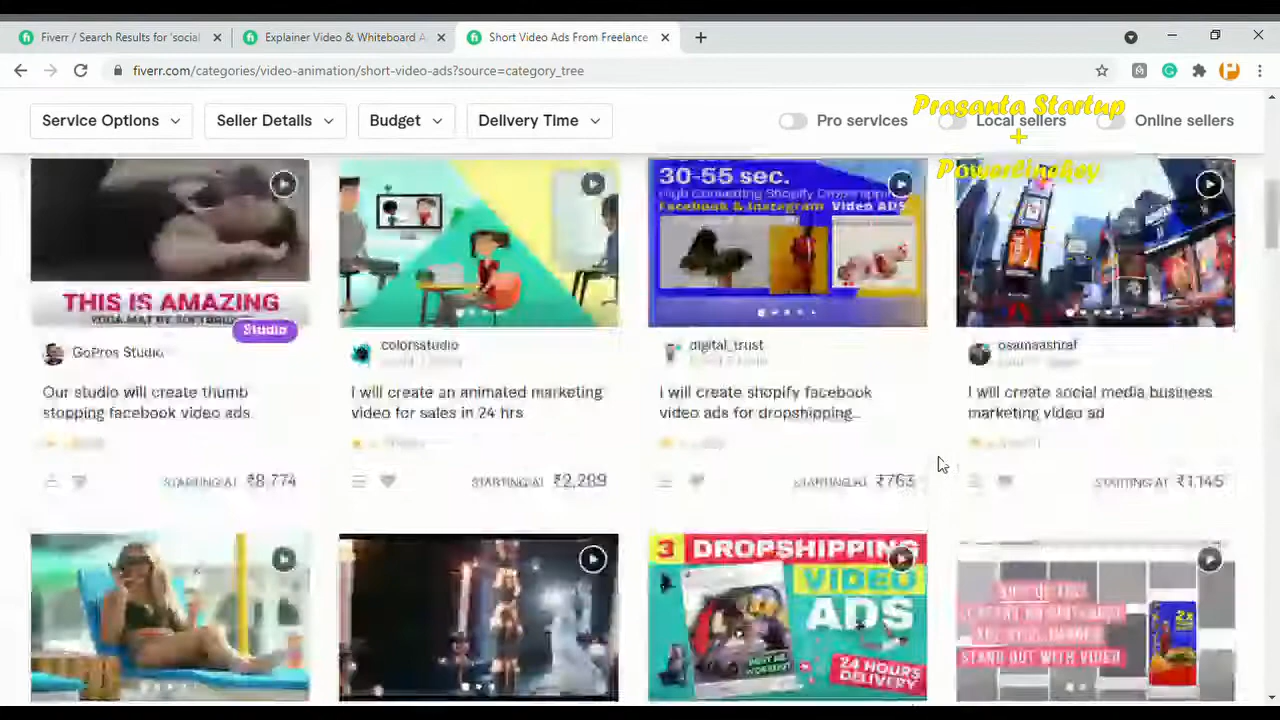 Fiverr / Search Results for 'social
Explainer Video & Whiteboard A
Short Video Ads From Freelance
fiverr.com/categories/video-animation/short-video-ads?source=category_tree
Service Options
Seller Details
Budget
Delivery Time
Pro services
Local sellers
Online sellers
Prasanta Startup
+
Powerlinekey
THIS IS AMAZING
30-55 sec.
High Converting Shopify Dropshipping
Facebook & Instagram Video ADS
Studio
GoPros Studio
colorsstudio
digital_trust
osamaashraf
Our studio will create thumb
stopping facebook video ads.
I will create an animated marketing
video for sales in 24 hrs
I will create shopify facebook
video ads for dropshipping...
I will create social media business
marketing video ad
STARTING AT ₹8,774
STARTING AT ₹2,289
STARTING AT ₹763
STARTING AT ₹1,145
3 DROPSHIPPING
VIDEO
ADS
24 HOURS
DELIVERY
STAND OUT WITH VIDEO